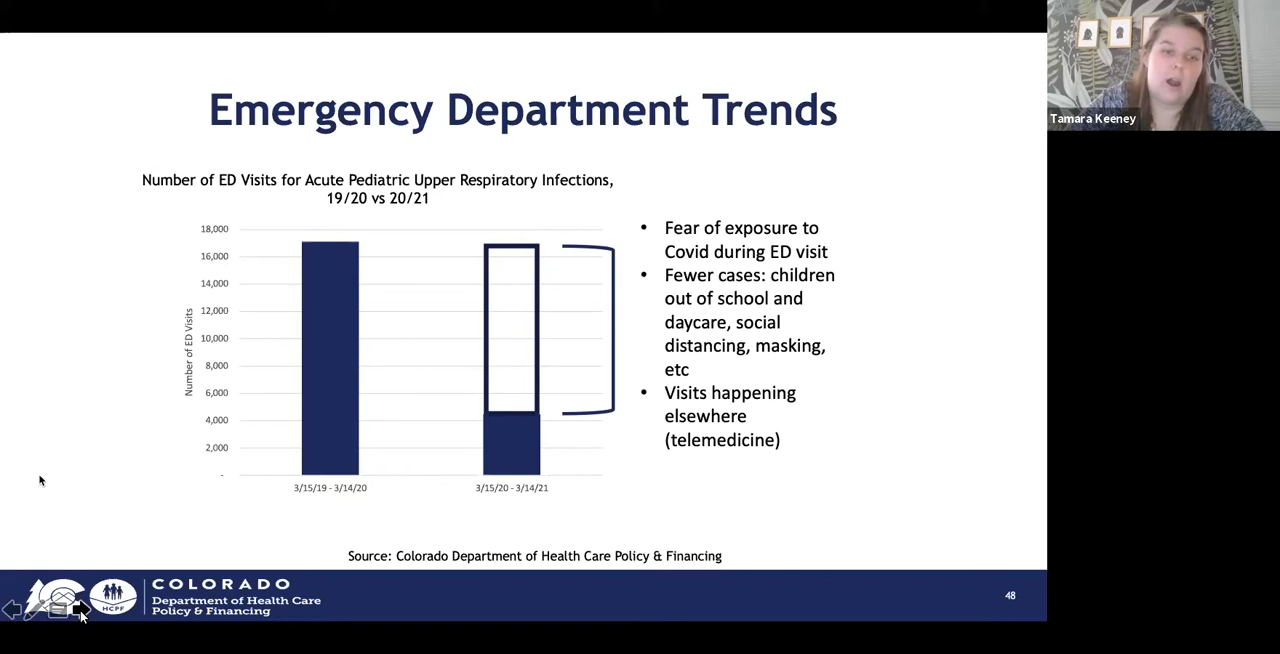 Emergency Department Trends
Number of ED Visits for Acute Pediatric Upper Respiratory Infections,
19/20 vs 20/21
Number of ED Visits
18,000
16,000
14,000
12,000
10,000
8,000
6,000
4,000
2,000
-
3/15/19 - 3/14/20
3/15/20 - 3/14/21
• Fear of exposure to
Covid during ED visit
• Fewer cases: children
out of school and
daycare, social
distancing, masking,
etc
• Visits happening
elsewhere
(telemedicine)
Source: Colorado Department of Health Care Policy & Financing
HCPF
COLORADO
Department of Health Care
Policy & Financing
48
Tamara Keeney